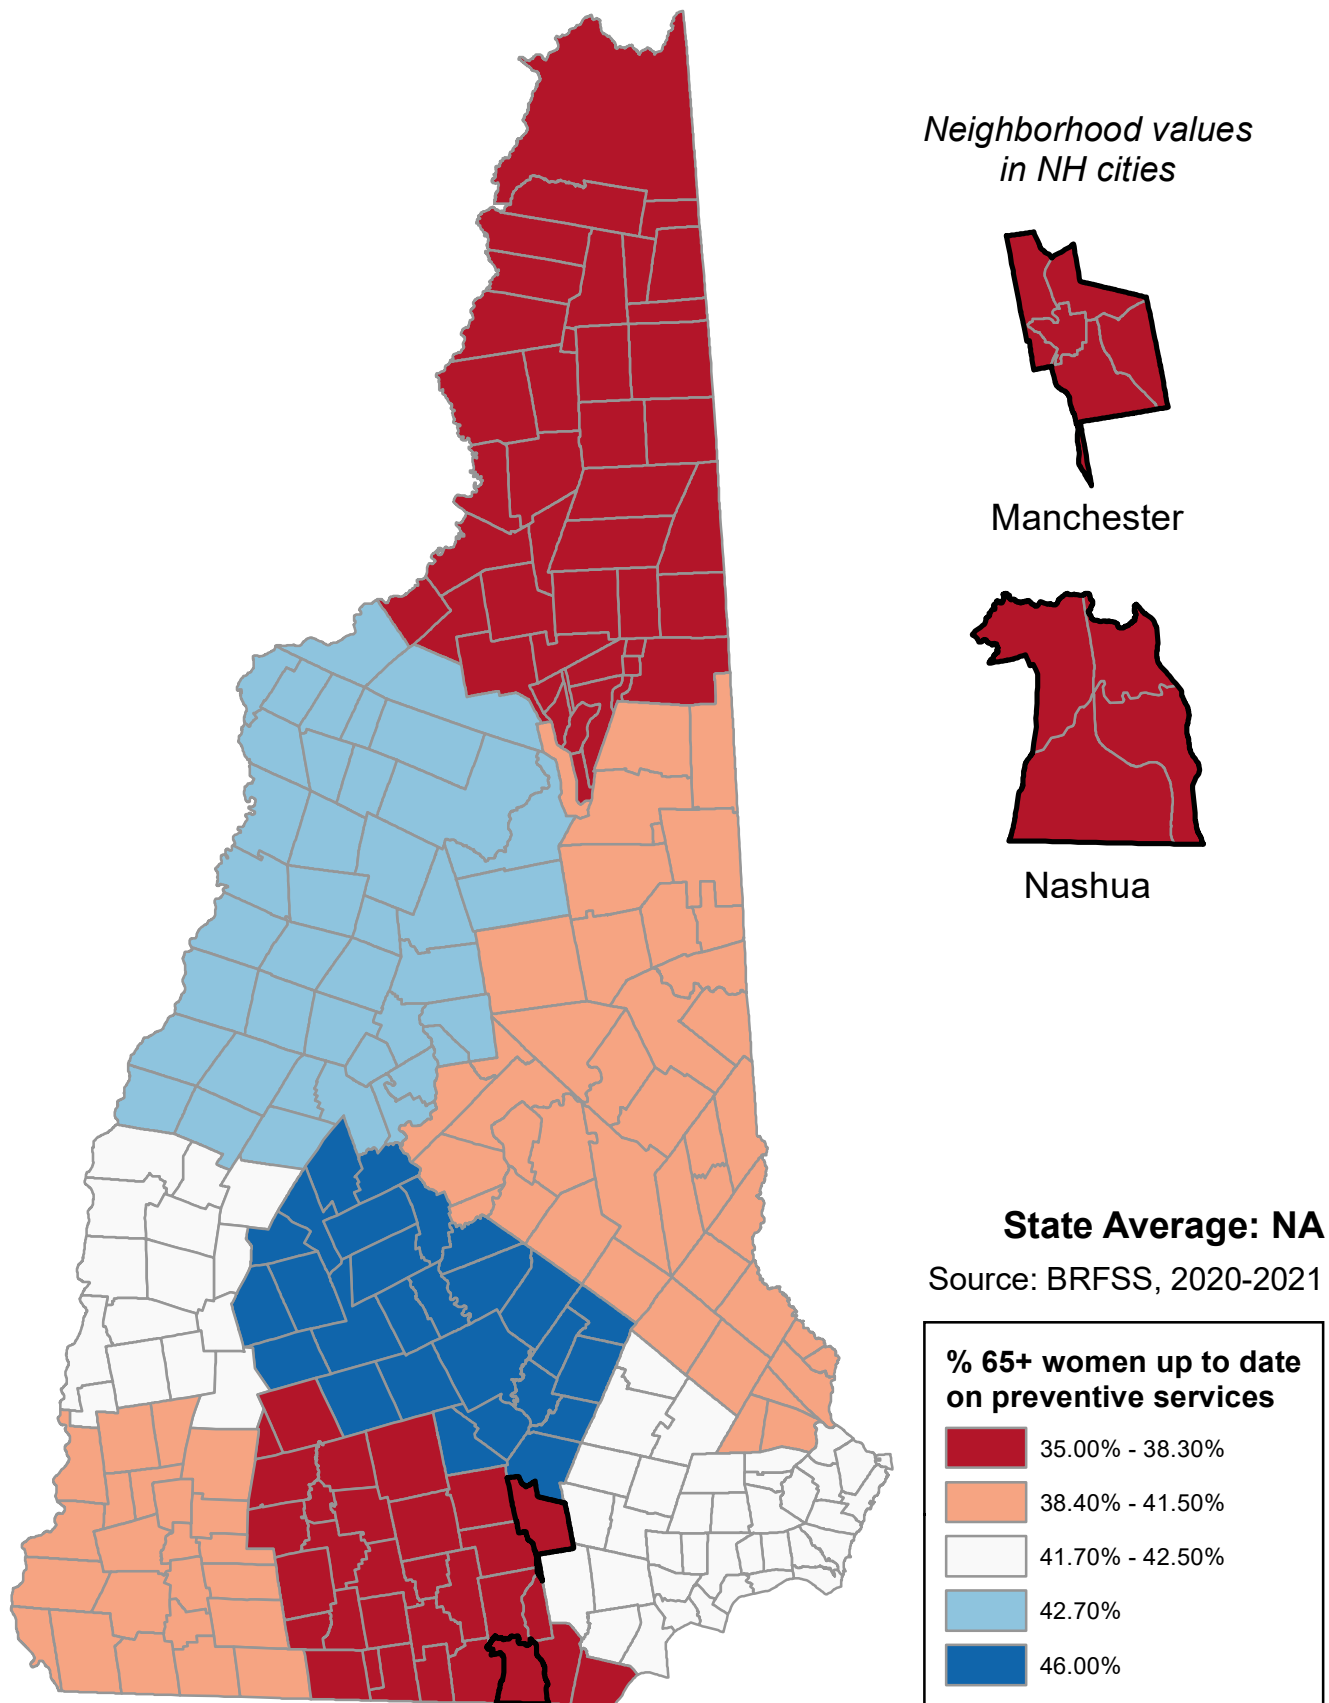 Neighborhood values
in NH cities
Manchester
Nashua
State Average: NA
Source: BRFSS, 2020-2021
% 65+ women up to date
on preventive services
35.00% - 38.30%
38.40% - 41.50%
41.70% - 42.50%
42.70%
46.00%